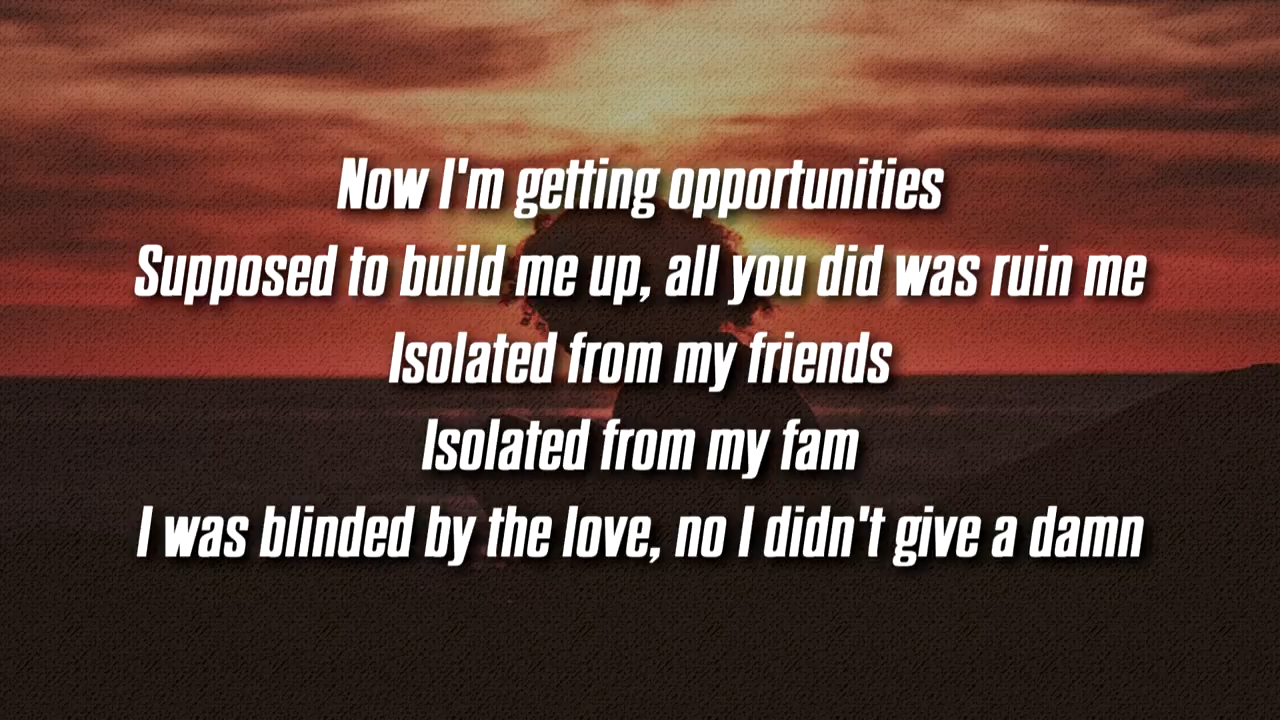 Now I'm getting opportunities
Supposed to build me up, all you did was ruin me
Isolated from my friends
Isolated from my fam
I was blinded by the love, no I didn't give a damn